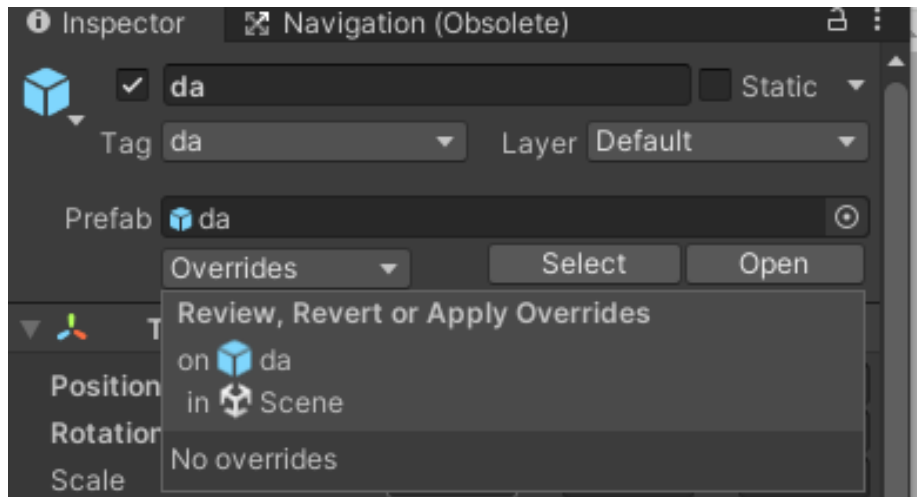 Inspector Navigation (Obsolete)
da Static
Tag da Layer Default
Prefab da
Overrides Select Open
Review, Revert or Apply Overrides
T
on da
Position
in Scene
Rotation
No overrides
Scale